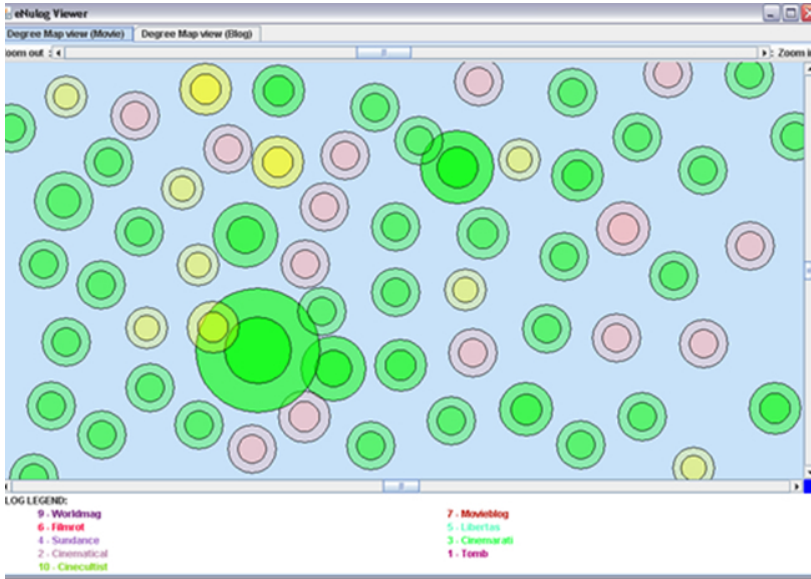 eNulog Viewer
Degree Map view (Movie) Degree Map view (Blog)
oom out : Zoom i
LOG LEGEND:
9 - Worldmag 7 - Movieblog
6 - Filmrot 5 - Libertas
4 - Sundance 3 - Cinemarati
2 - Cinematical 1 - Tomb
10 - Cinecultist